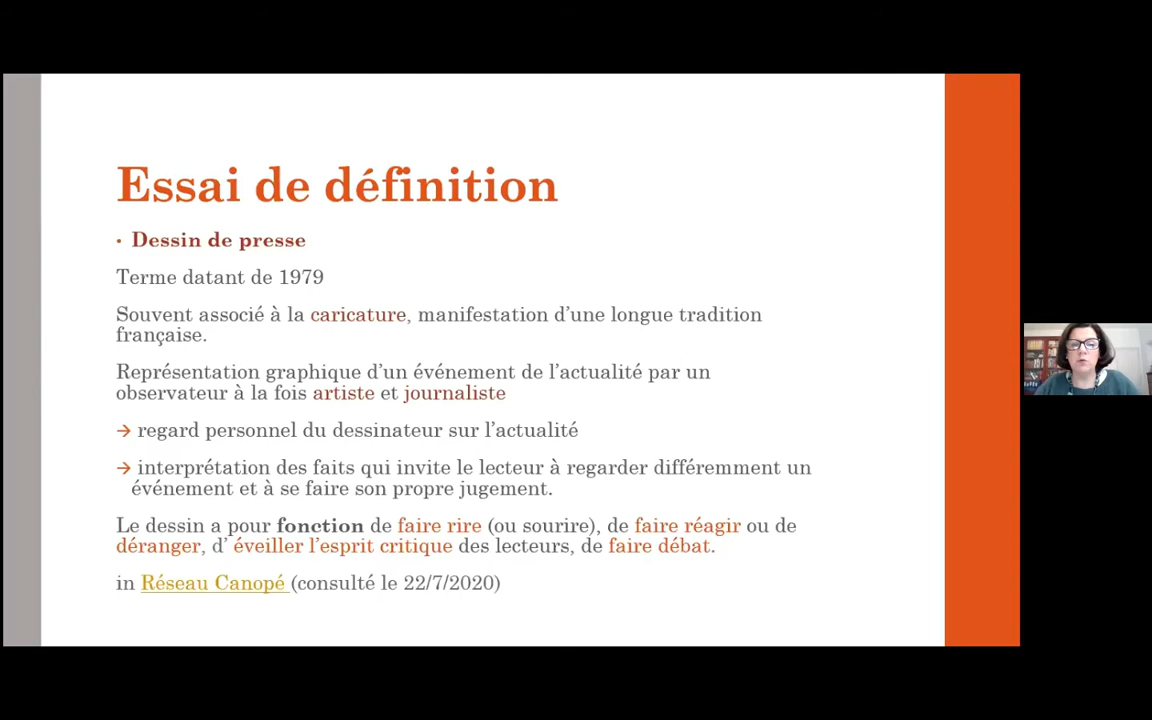 Essai de définition
• Dessin de presse
Terme datant de 1979
Souvent associé à la caricature, manifestation d’une longue tradition
française.
Représentation graphique d’un événement de l’actualité par un
observateur à la fois artiste et journaliste
→ regard personnel du dessinateur sur l’actualité
→ interprétation des faits qui invite le lecteur à regarder différemment un
événement et à se faire son propre jugement.
Le dessin a pour fonction de faire rire (ou sourire), de faire réagir ou de
déranger, d’ éveiller l’esprit critique des lecteurs, de faire débat.
in Réseau Canopé (consulté le 22/7/2020)